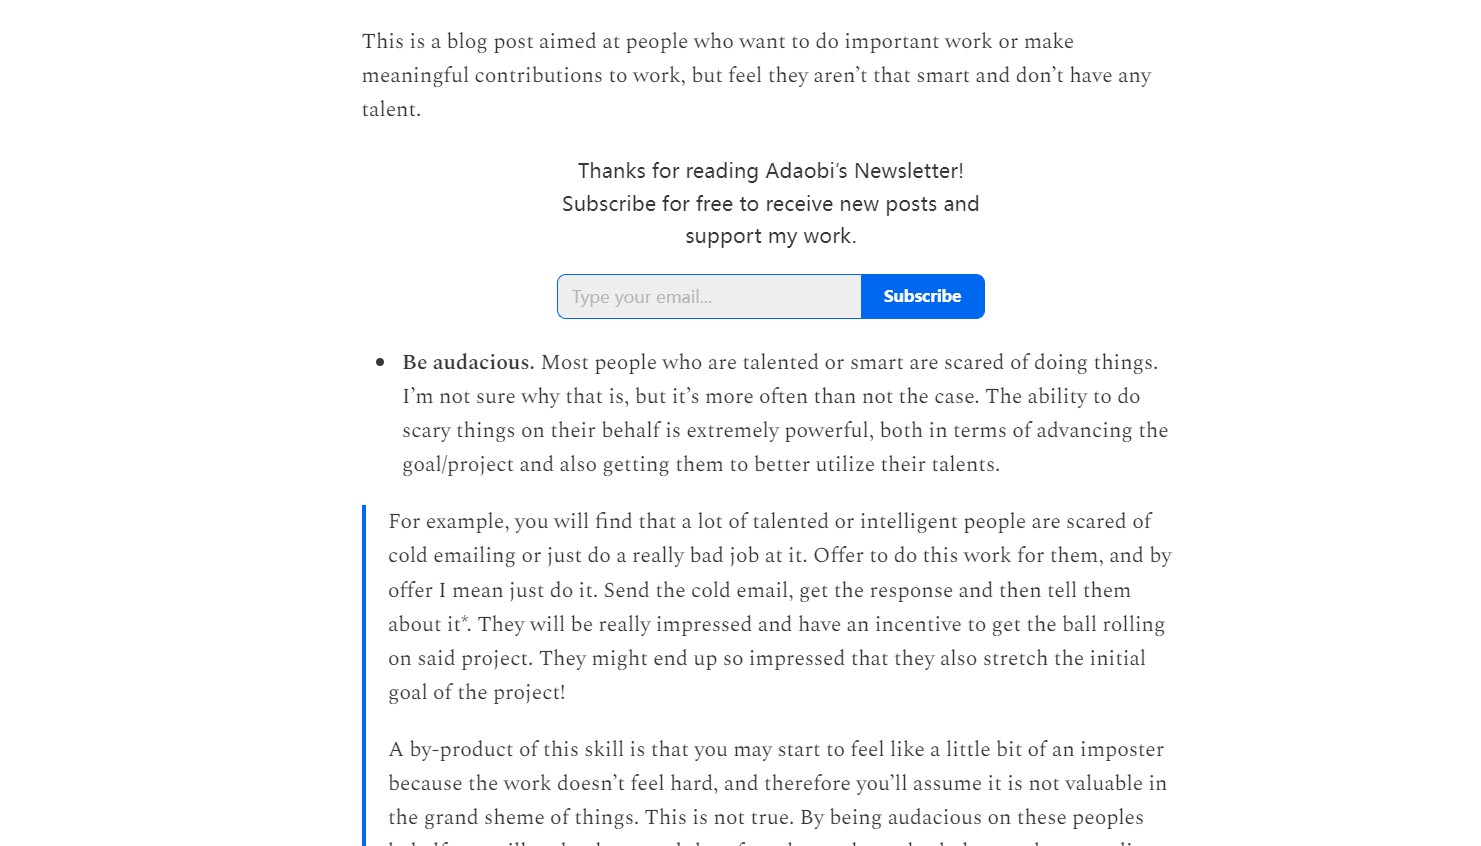 This is a blog post aimed at people who want to do important work or make
meaningful contributions to work, but feel they aren’t that smart and don’t have any
talent.
Thanks for reading Adaobi’s Newsletter!
Subscribe for free to receive new posts and
support my work.
Type your email...
Subscribe
• Be audacious. Most people who are talented or smart are scared of doing things.
I’m not sure why that is, but it’s more often than not the case. The ability to do
scary things on their behalf is extremely powerful, both in terms of advancing the
goal/project and also getting them to better utilize their talents.
For example, you will find that a lot of talented or intelligent people are scared of
cold emailing or just do a really bad job at it. Offer to do this work for them, and by
offer I mean just do it. Send the cold email, get the response and then tell them
about it*. They will be really impressed and have an incentive to get the ball rolling
on said project. They might end up so impressed that they also stretch the initial
goal of the project!
A by-product of this skill is that you may start to feel like a little bit of an imposter
because the work doesn’t feel hard, and therefore you’ll assume it is not valuable in
the grand sheme of things. This is not true. By being audacious on these peoples